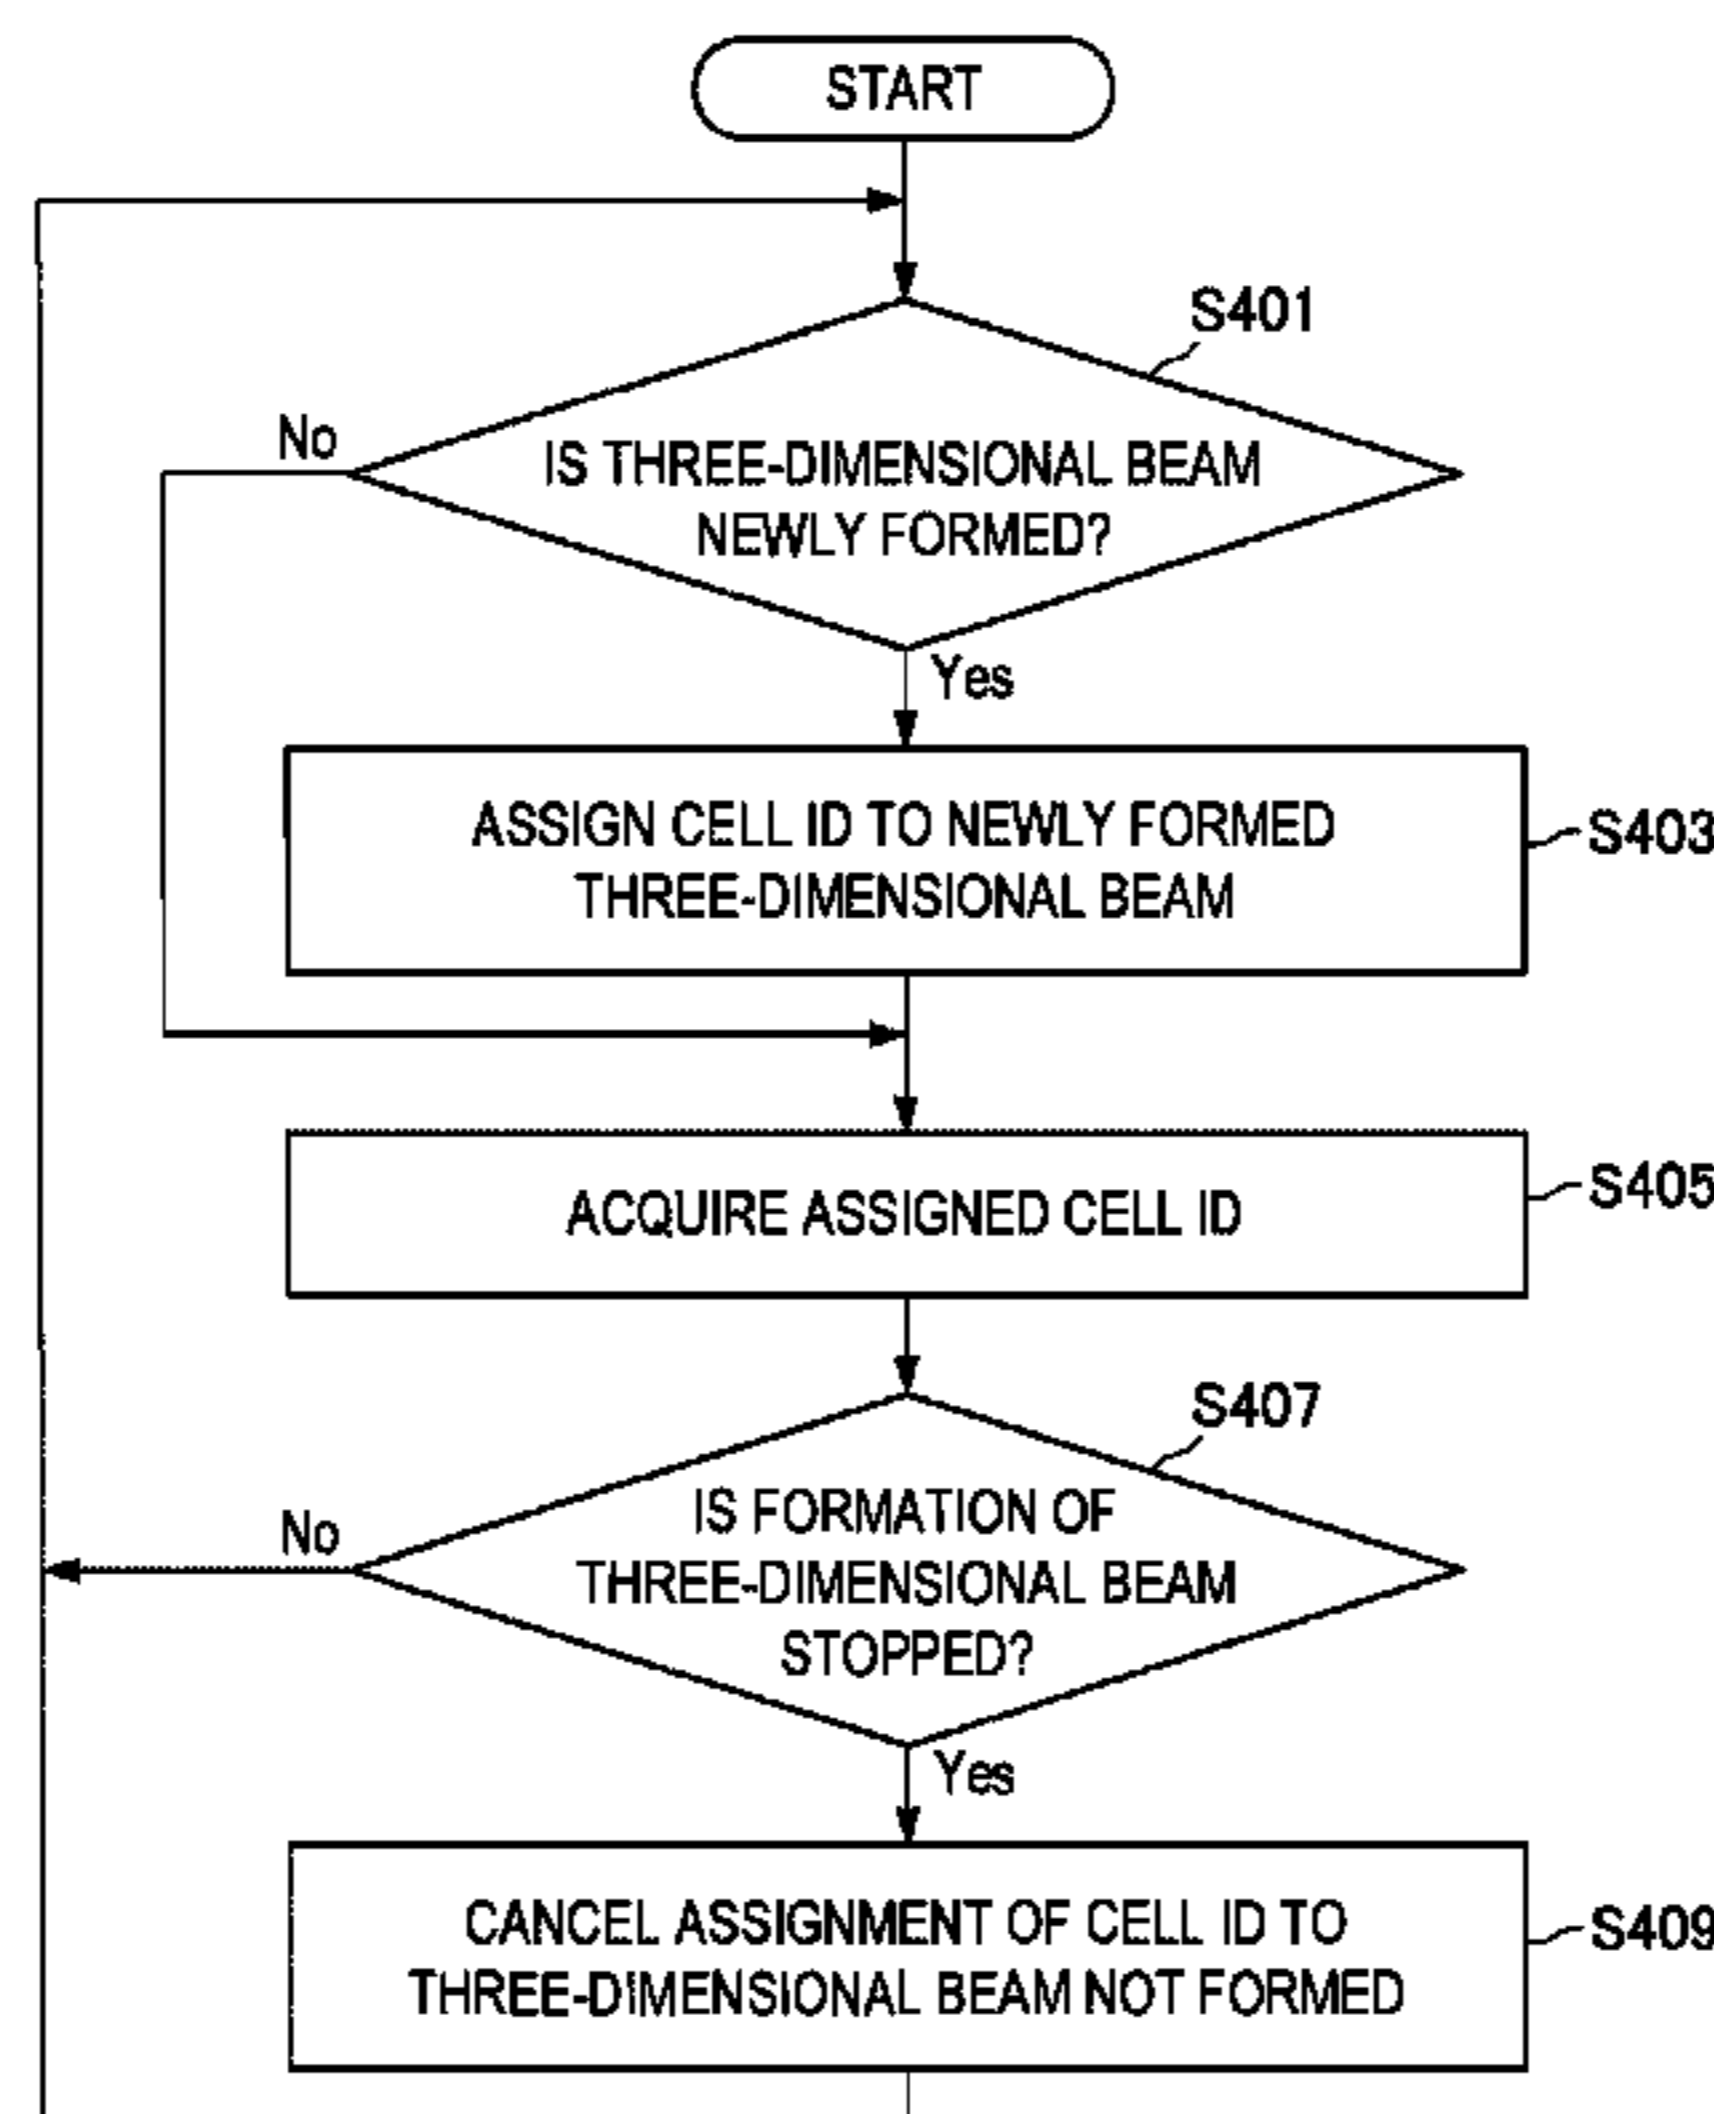 START
S401
No
IS THREE-DIMENSIONAL BEAM
NEWLY FORMED?
Yes
ASSIGN CELL ID TO NEWLY FORMED
THREE-DIMENSIONAL BEAM
S403
ACQUIRE ASSIGNED CELL ID
S405
S407
No
IS FORMATION OF
THREE-DIMENSIONAL BEAM
STOPPED?
Yes
CANCEL ASSIGNMENT OF CELL ID TO
THREE-DIMENSIONAL BEAM NOT FORMED
S409